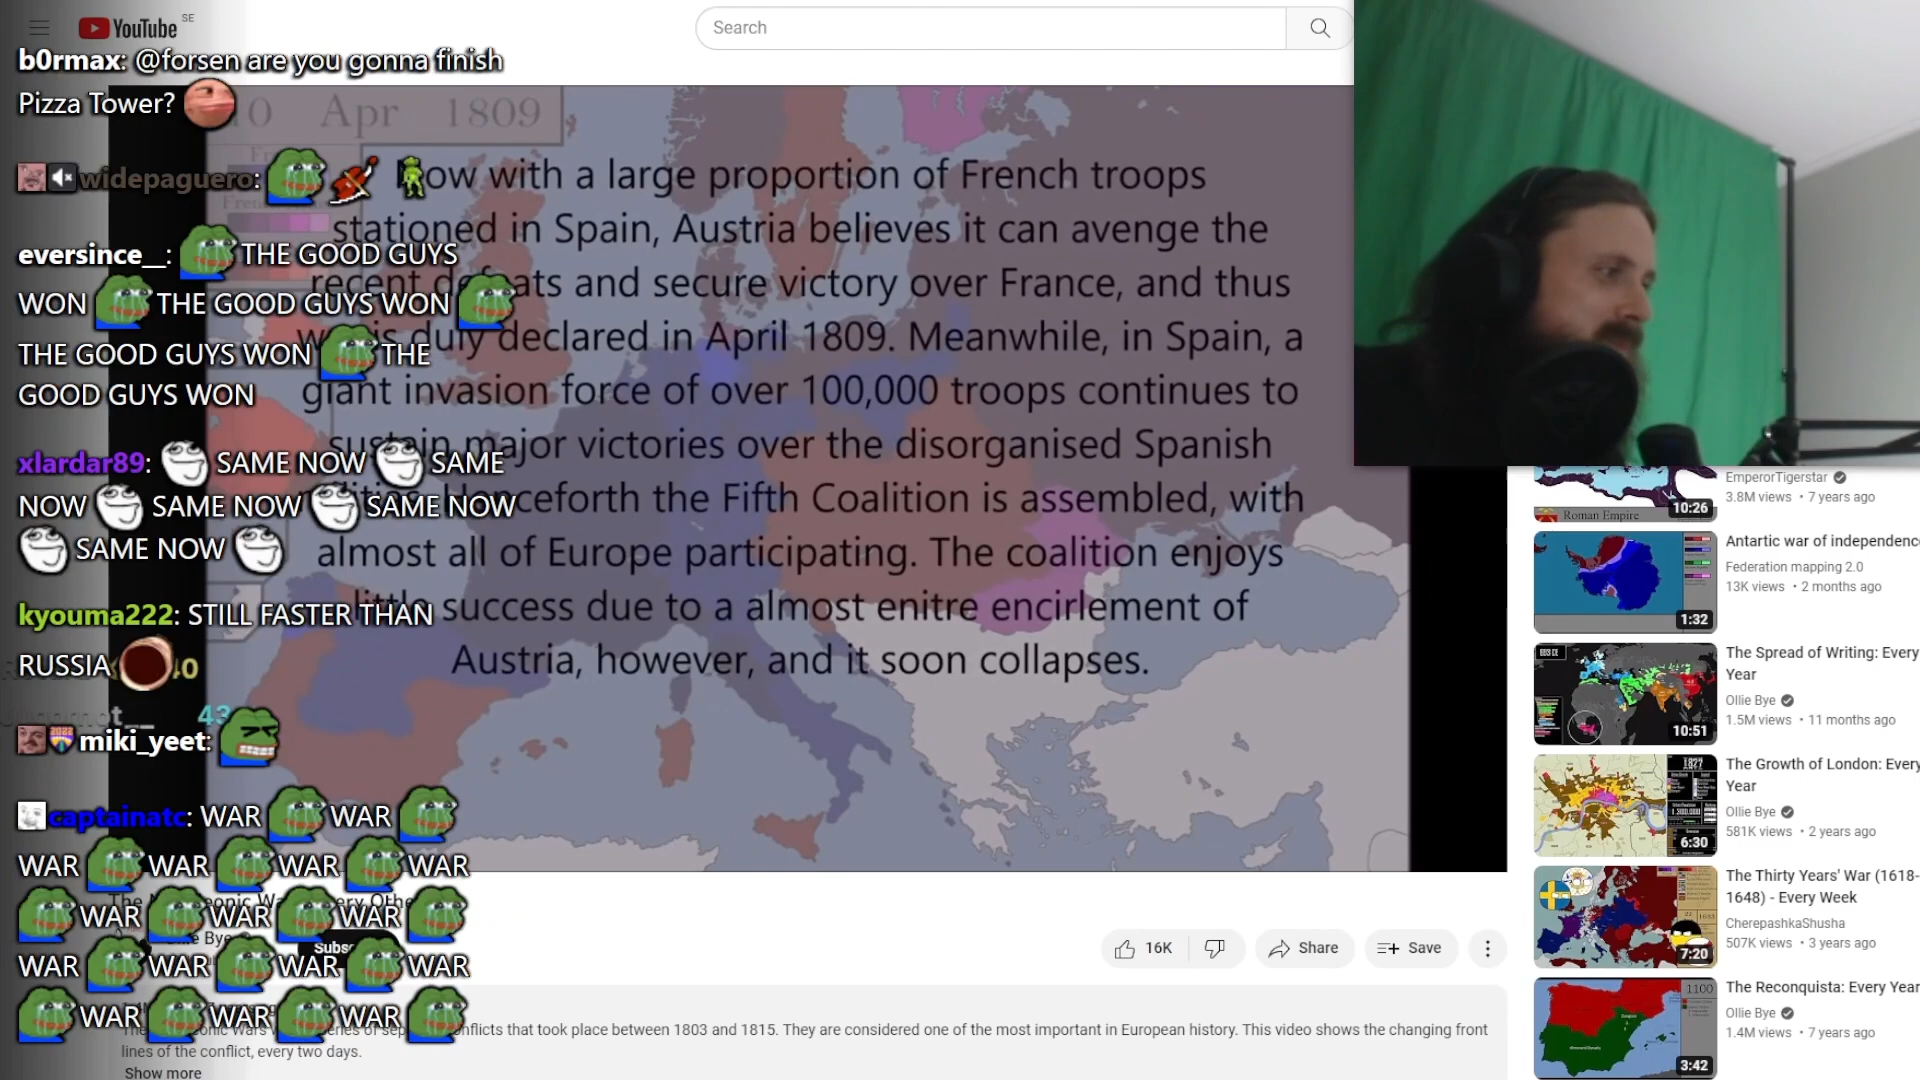 YouTube SE
Search
b0rmax: @forsen are you gonna finish
Pizza Tower?
widepaguero:
eversince__: THE GOOD GUYS
WON THE GOOD GUYS WON
THE GOOD GUYS WON THE
GOOD GUYS WON
xlardar89: SAME NOW SAME
NOW SAME NOW SAME NOW
SAME NOW
kyouma222: STILL FASTER THAN
RUSSIA
miki_yeet:
captainatc: WAR WAR
WAR WAR WAR WAR
WAR WAR WAR
WAR WAR WAR WAR
WAR WAR WAR
Apr 1809
with a large proportion of French troops
stationed in Spain, Austria believes it can avenge the
recent and secure victory over France, and thus
duly declared in April 1809. Meanwhile, in Spain, a
giant invasion force of over 100,000 troops continues to
sustain major victories over the disorganised Spanish
the Fifth Coalition is assembled, with
almost all of Europe participating. The coalition enjoys
little success due to a almost enitre encirlement of
Austria, however, and it soon collapses.
16K
Share
Save
conflicts that took place between 1803 and 1815. They are considered one of the most important in European history. This video shows the changing front
lines of the conflict, every two days.
Show more
EmperorTigerstar
3.8M views • 7 years ago
Roman Empire
10:26
Antartic war of independence
Federation mapping 2.0
13K views • 2 months ago
1:32
The Spread of Writing: Every
Year
Ollie Bye
1.5M views • 11 months ago
10:51
The Growth of London: Every
Year
Ollie Bye
581K views • 2 years ago
1827
6:30
The Thirty Years' War (1618-
1648) - Every Week
CherepashkaShusha
507K views • 3 years ago
7:20
The Reconquista: Every Year
Ollie Bye
1.4M views • 7 years ago
1100
3:42